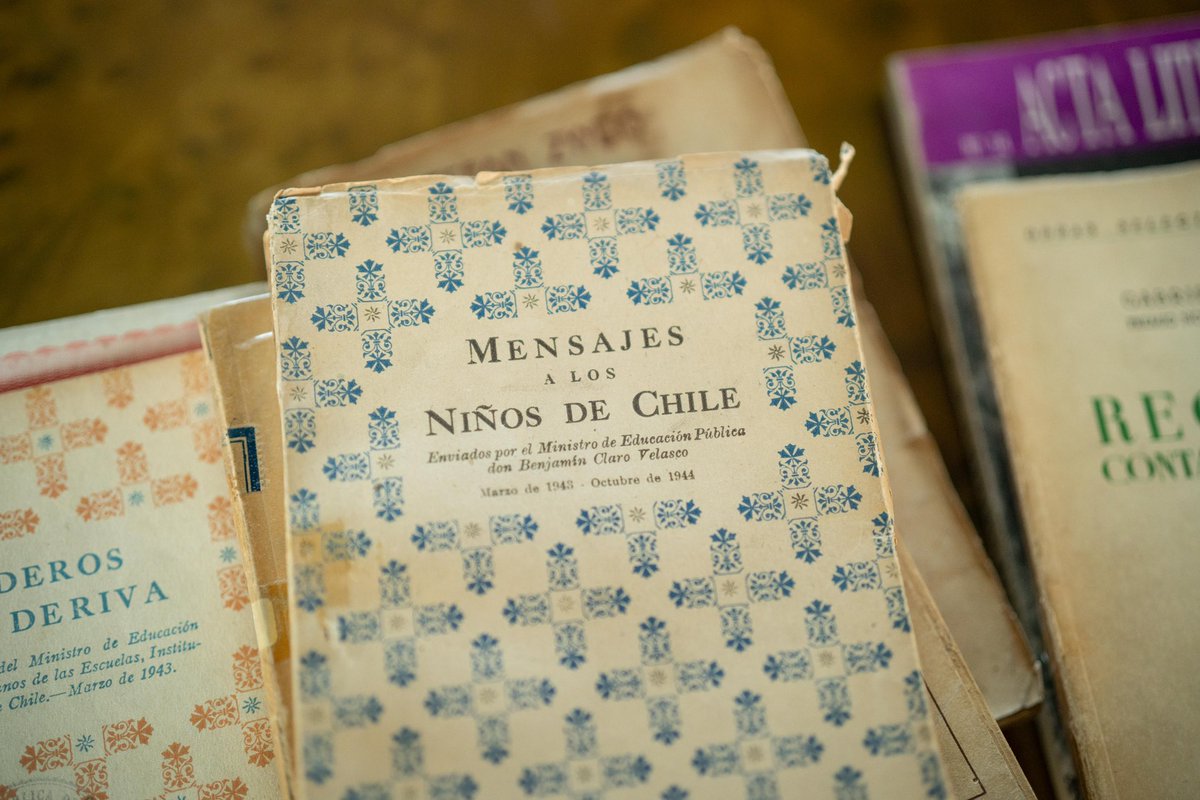 MENSAJES
A LOS
NIÑOS DE CHILE
Enviados por el Ministro de Educación Pública
don Benjamín Claro Velasco
Marzo de 1943 - Octubre de 1944
DEROS
DERIVA
del Ministro de Educación
nos de las Escuelas, Institu-
Chile.—Marzo de 1943.
ACTA LIT
REC
CONTA